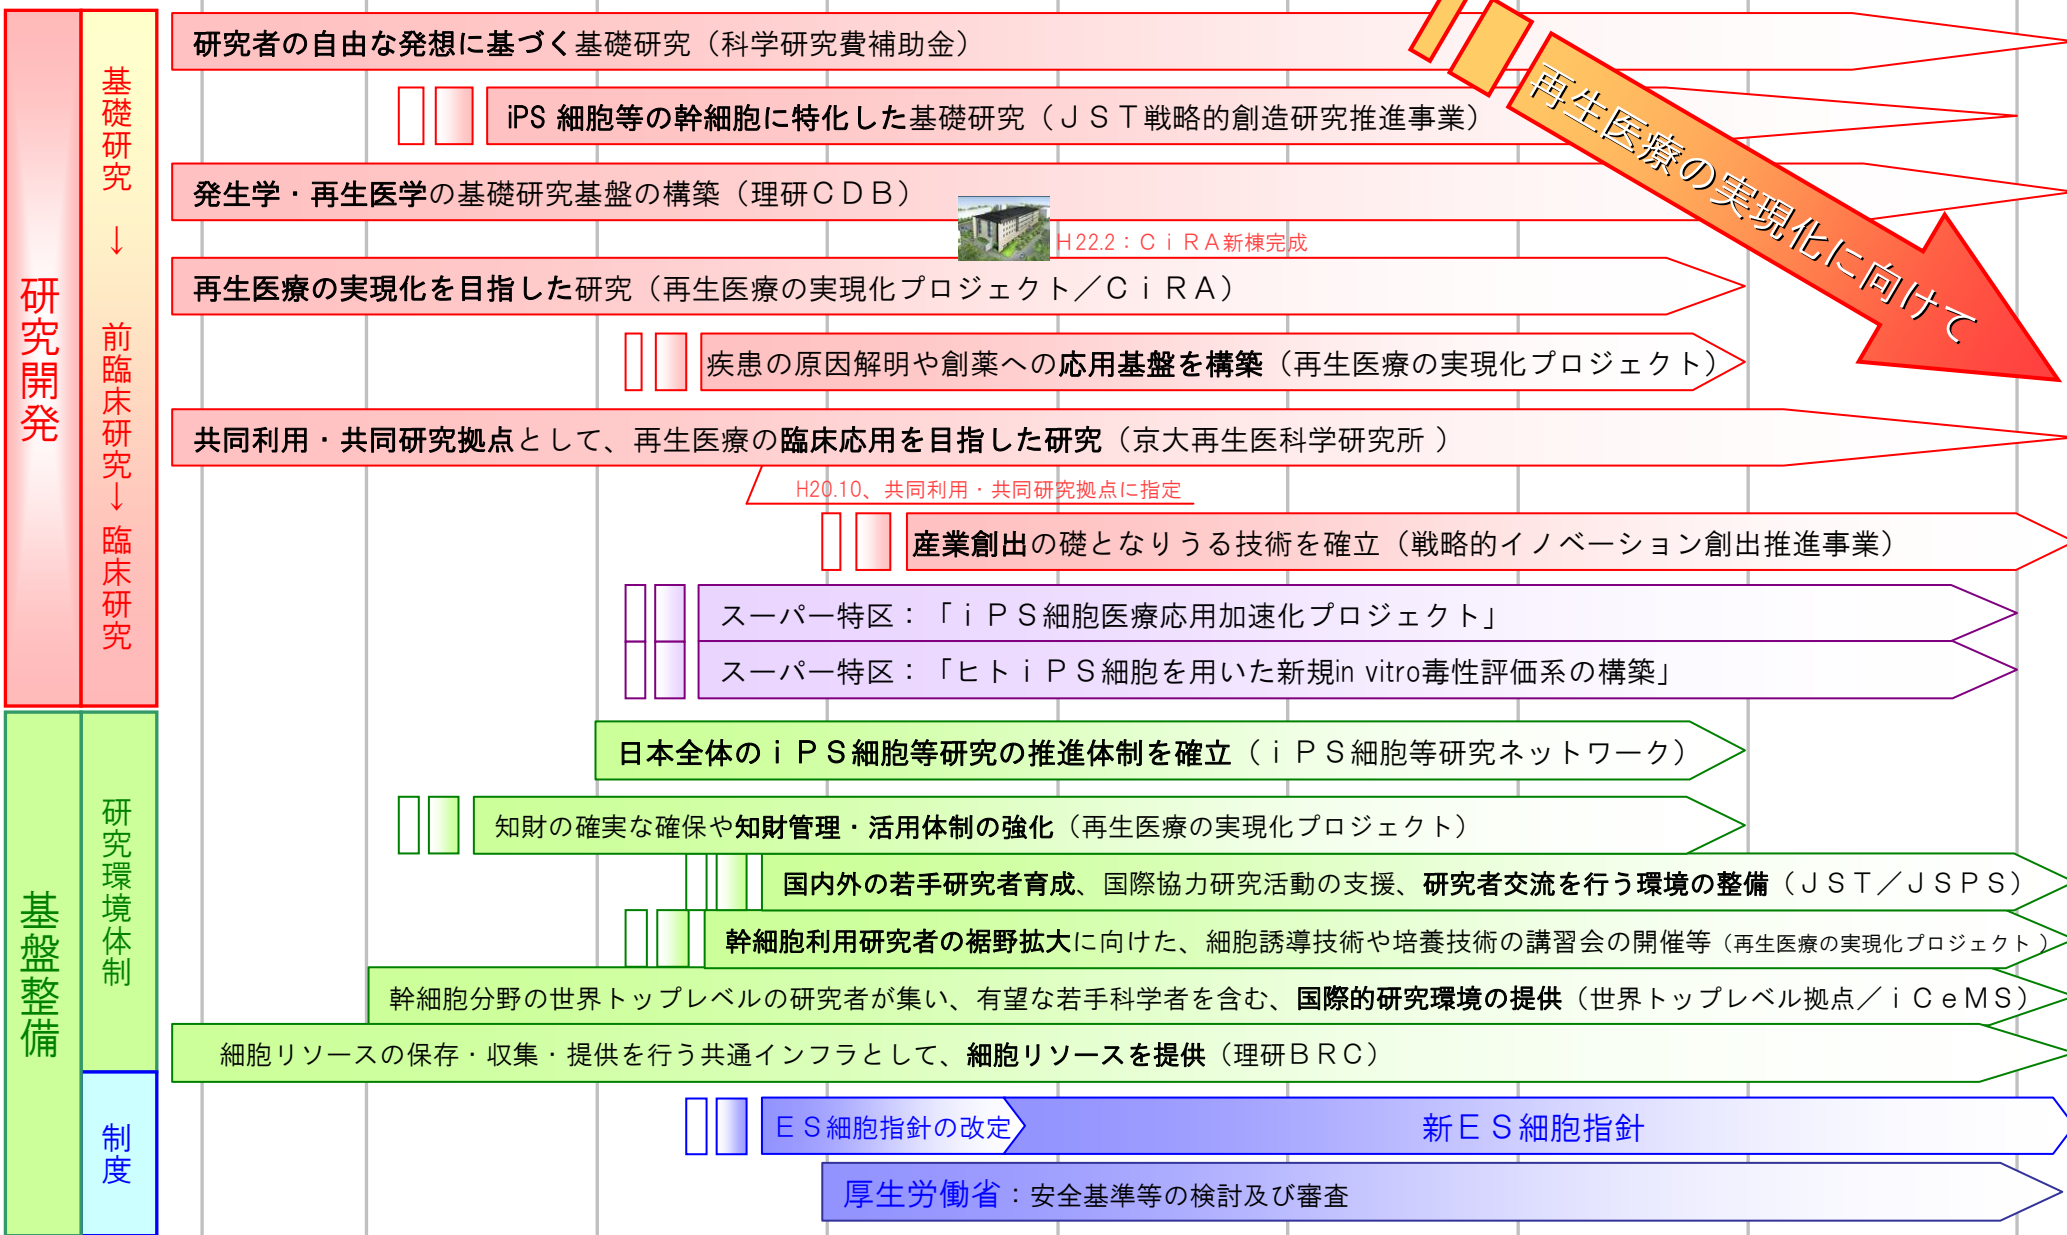 研究開発
基礎研究 → 前臨床研究→臨床研究
研究者の自由な発想に基づく基礎研究（科学研究費補助金）
iPS 細胞等の幹細胞に特化した基礎研究（ＪＳＴ戦略的創造研究推進事業）
発生学・再生医学の基礎研究基盤の構築（理研ＣＤＢ）
H22.2：ＣｉＲＡ新棟完成
再生医療の実現化を目指した研究（再生医療の実現化プロジェクト／ＣｉＲＡ）
疾患の原因解明や創薬への応用基盤を構築（再生医療の実現化プロジェクト）
共同利用・共同研究拠点として、再生医療の臨床応用を目指した研究（京大再生医科学研究所 ）
H20.10、共同利用・共同研究拠点に指定
産業創出の礎となりうる技術を確立（戦略的イノベーション創出推進事業）
スーパー特区：「ｉＰＳ細胞医療応用加速化プロジェクト」
スーパー特区：「ヒトｉＰＳ細胞を用いた新規in vitro毒性評価系の構築」
再生医療の実現化に向けて
基盤整備
研究環境体制
日本全体のｉＰＳ細胞等研究の推進体制を確立（ｉＰＳ細胞等研究ネットワーク）
知財の確実な確保や知財管理・活用体制の強化（再生医療の実現化プロジェクト）
国内外の若手研究者育成、国際協力研究活動の支援、研究者交流を行う環境の整備（ＪＳＴ／ＪＳＰＳ）
幹細胞利用研究者の裾野拡大に向けた、細胞誘導技術や培養技術の講習会の開催等（再生医療の実現化プロジェクト ）
幹細胞分野の世界トップレベルの研究者が集い、有望な若手科学者を含む、国際的研究環境の提供（世界トップレベル拠点／ｉＣｅＭＳ）
細胞リソースの保存・収集・提供を行う共通インフラとして、細胞リソースを提供（理研ＢＲＣ）
制度
ＥＳ細胞指針の改定
新ＥＳ細胞指針
厚生労働省：安全基準等の検討及び審査